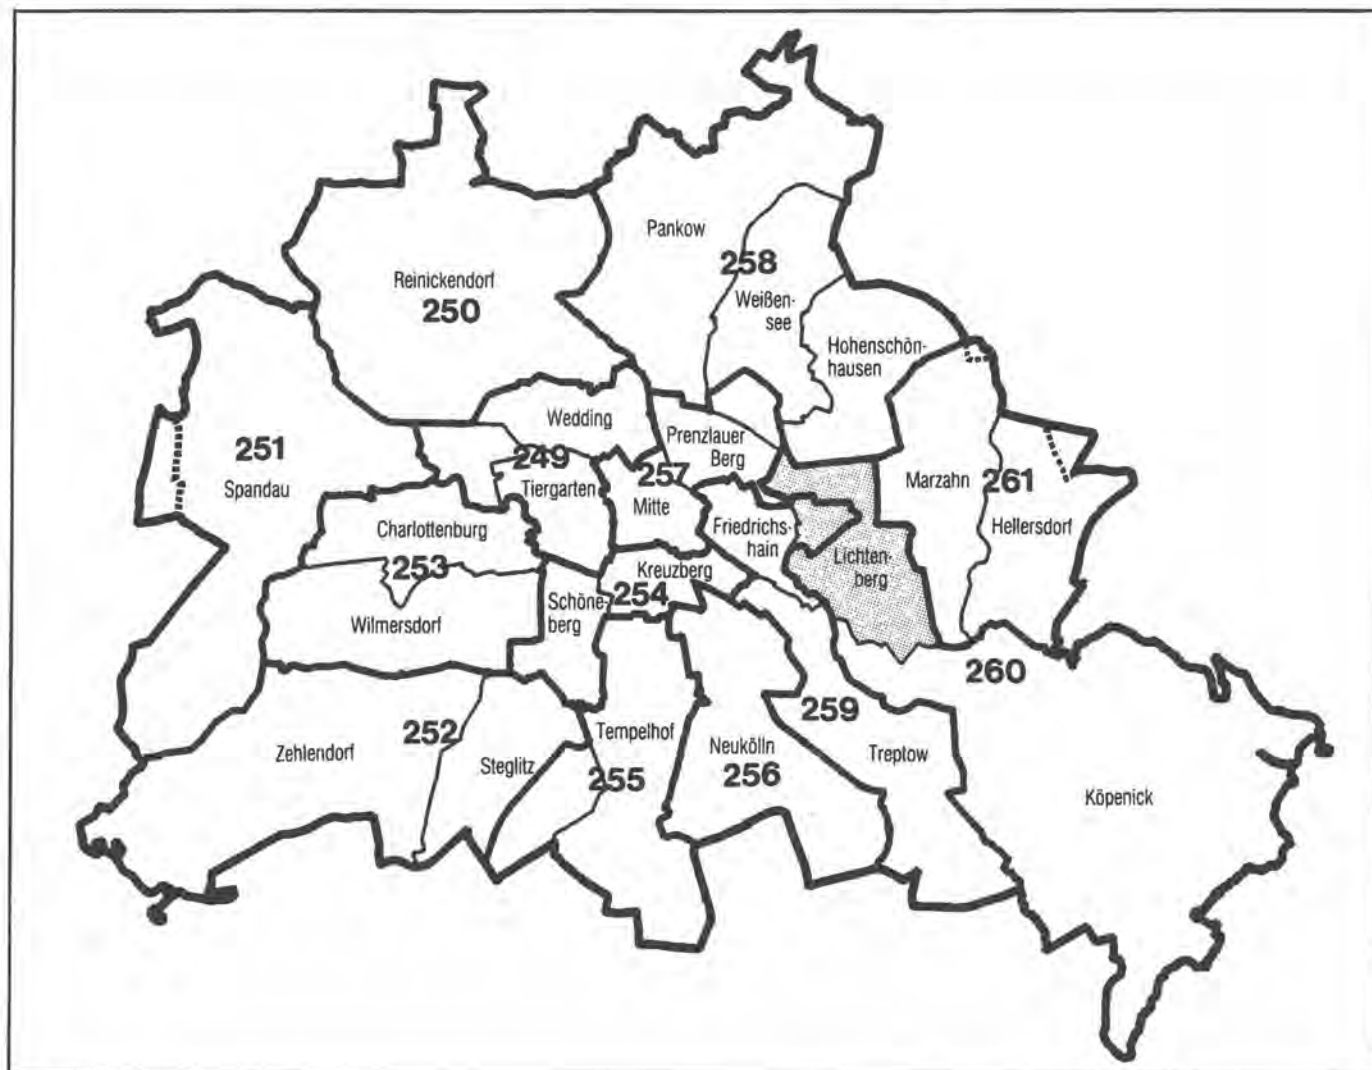 Pankow
258
Weißen-
see
Reinickendorf
250
Hohenschön-
hausen
Wedding
Prenzlauer
Berg
251
Spandau
249
Tiergarten
257
Mitte
Marzahn
261
Hellersdorf
Charlottenburg
253
Friedrichs-
hain
Lichten-
berg
Kreuzberg
254
Schöne-
berg
Wilmersdorf
260
252
Zehlendorf
Steglitz
Tempelhof
255
Neukölln
256
259
Treptow
Köpenick